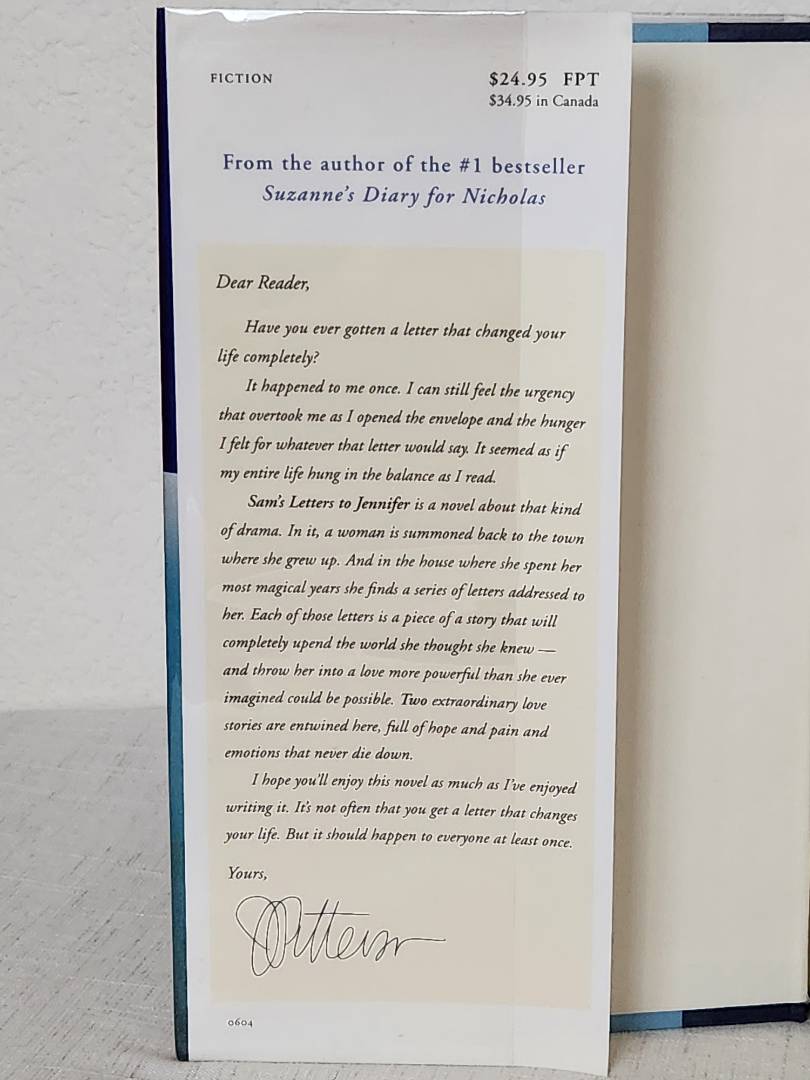 FICTION
$24.95 FPT
$34.95 in Canada
From the author of the #1 bestseller
Suzanne's Diary for Nicholas
Dear Reader,
Have you ever gotten a letter that changed your
life completely?
It happened to me once. I can still feel the urgency
that overtook me as I opened the envelope and the hunger
I felt for whatever that letter would say. It seemed as if
my entire life hung in the balance as I read.
Sam's Letters to Jennifer is a novel about that kind
of drama. In it, a woman is summoned back to the town
where she grew up. And in the house where she spent her
most magical years she finds a series of letters addressed to
her. Each of those letters is a piece of a story that will
completely upend the world she thought she knew —
and throw her into a love more powerful than she ever
imagined could be possible. Two extraordinary love
stories are entwined here, full of hope and pain and
emotions that never die down.
I hope you'll enjoy this novel as much as I've enjoyed
writing it. It's not often that you get a letter that changes
your life. But it should happen to everyone at least once.
Yours,
0604